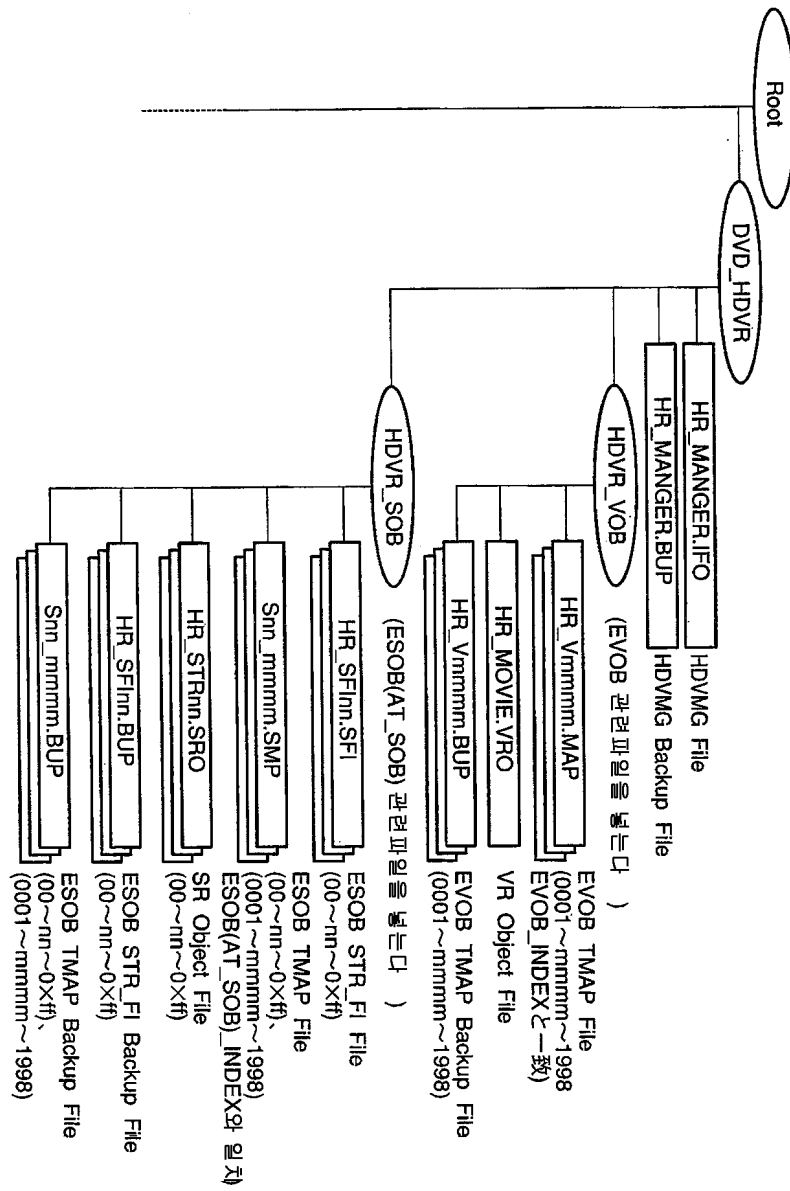 Root
DVD_HDVR
HR_MANGER.IFO
HDVMG File
HR_MANGER.BUP
HDVMG Backup File
HDVR_VOB
(EVOB 관련파일을 넣는다 )
HR_Vmmmm.MAP
EVOB TMAP File
(0001～mmmm～1998
EVOB_INDEXと一致)
HR_MOVIE.VRO
VR Object File
HR_Vmmmm.BUP
EVOB TMAP Backup File
(0001～mmmm～1998)
HDVR_SOB
(ESOB(AT_SOB) 관련파일을 넣는다 )
HR_SFInn.SFI
ESOB STR_FI File
(00～nn～0×ff)
Snn_mmmm.SMP
ESOB TMAP File
(00～nn～0×ff)、
(0001～mmmm～1998)
ESOB(AT_SOB)_INDEX와 일치)
HR_STRnn.SRO
SR Object File
(00～nn～0×ff)
HR_SFInn.BUP
ESOB STR_FI Backup File
(00～nn～0×ff)
Snn_mmmm.BUP
ESOB TMAP Backup File
(00～nn～0×ff)、
(0001～mmmm～1998)